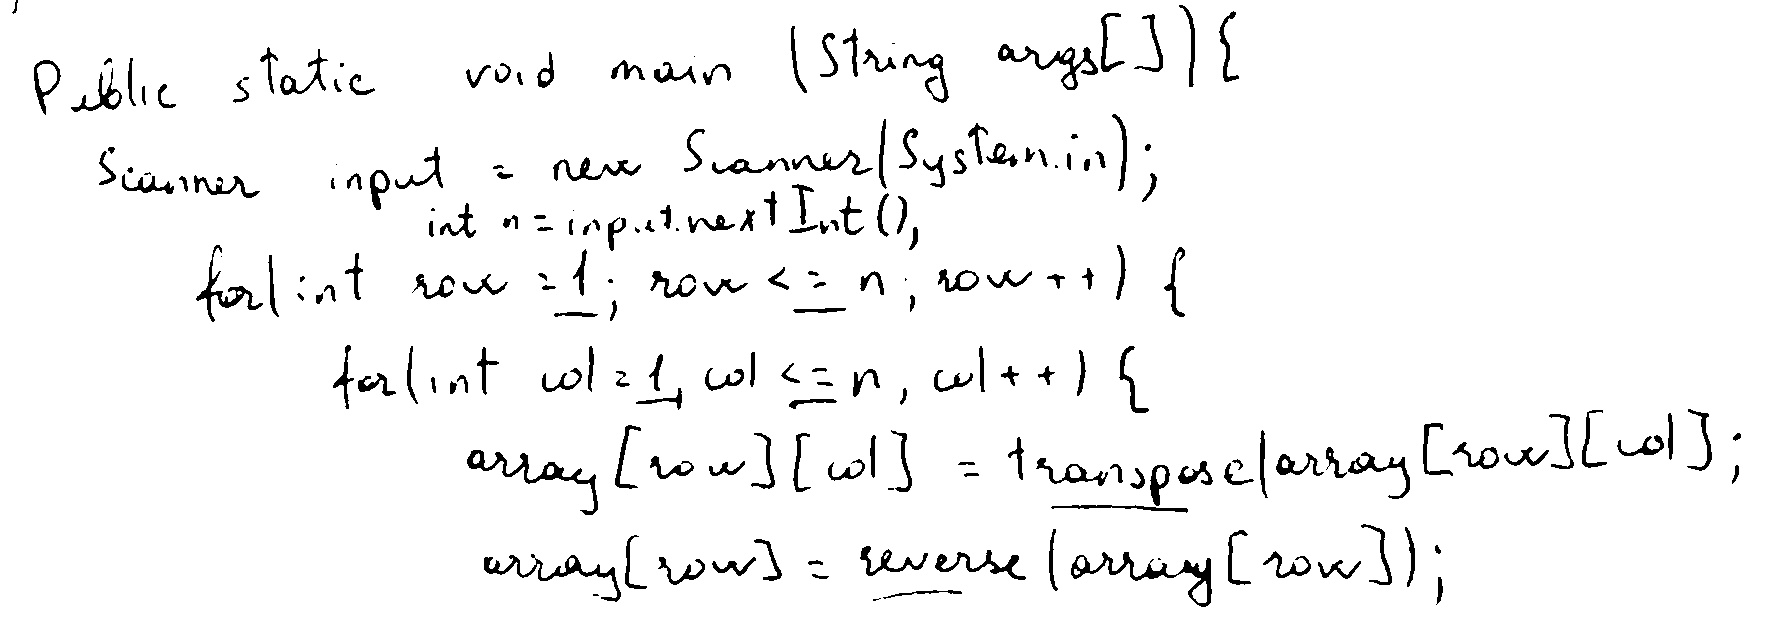 Public static void main (String args[]){
Scanner input = new Scanner(System.in);
int n = input.nextInt(),
for(int row = 1; row <= n; row++) {
for(int col = 1, col <= n, col++) {
array[row][col] = transpose(array[row][col];
array[row] = reverse(array[row]);